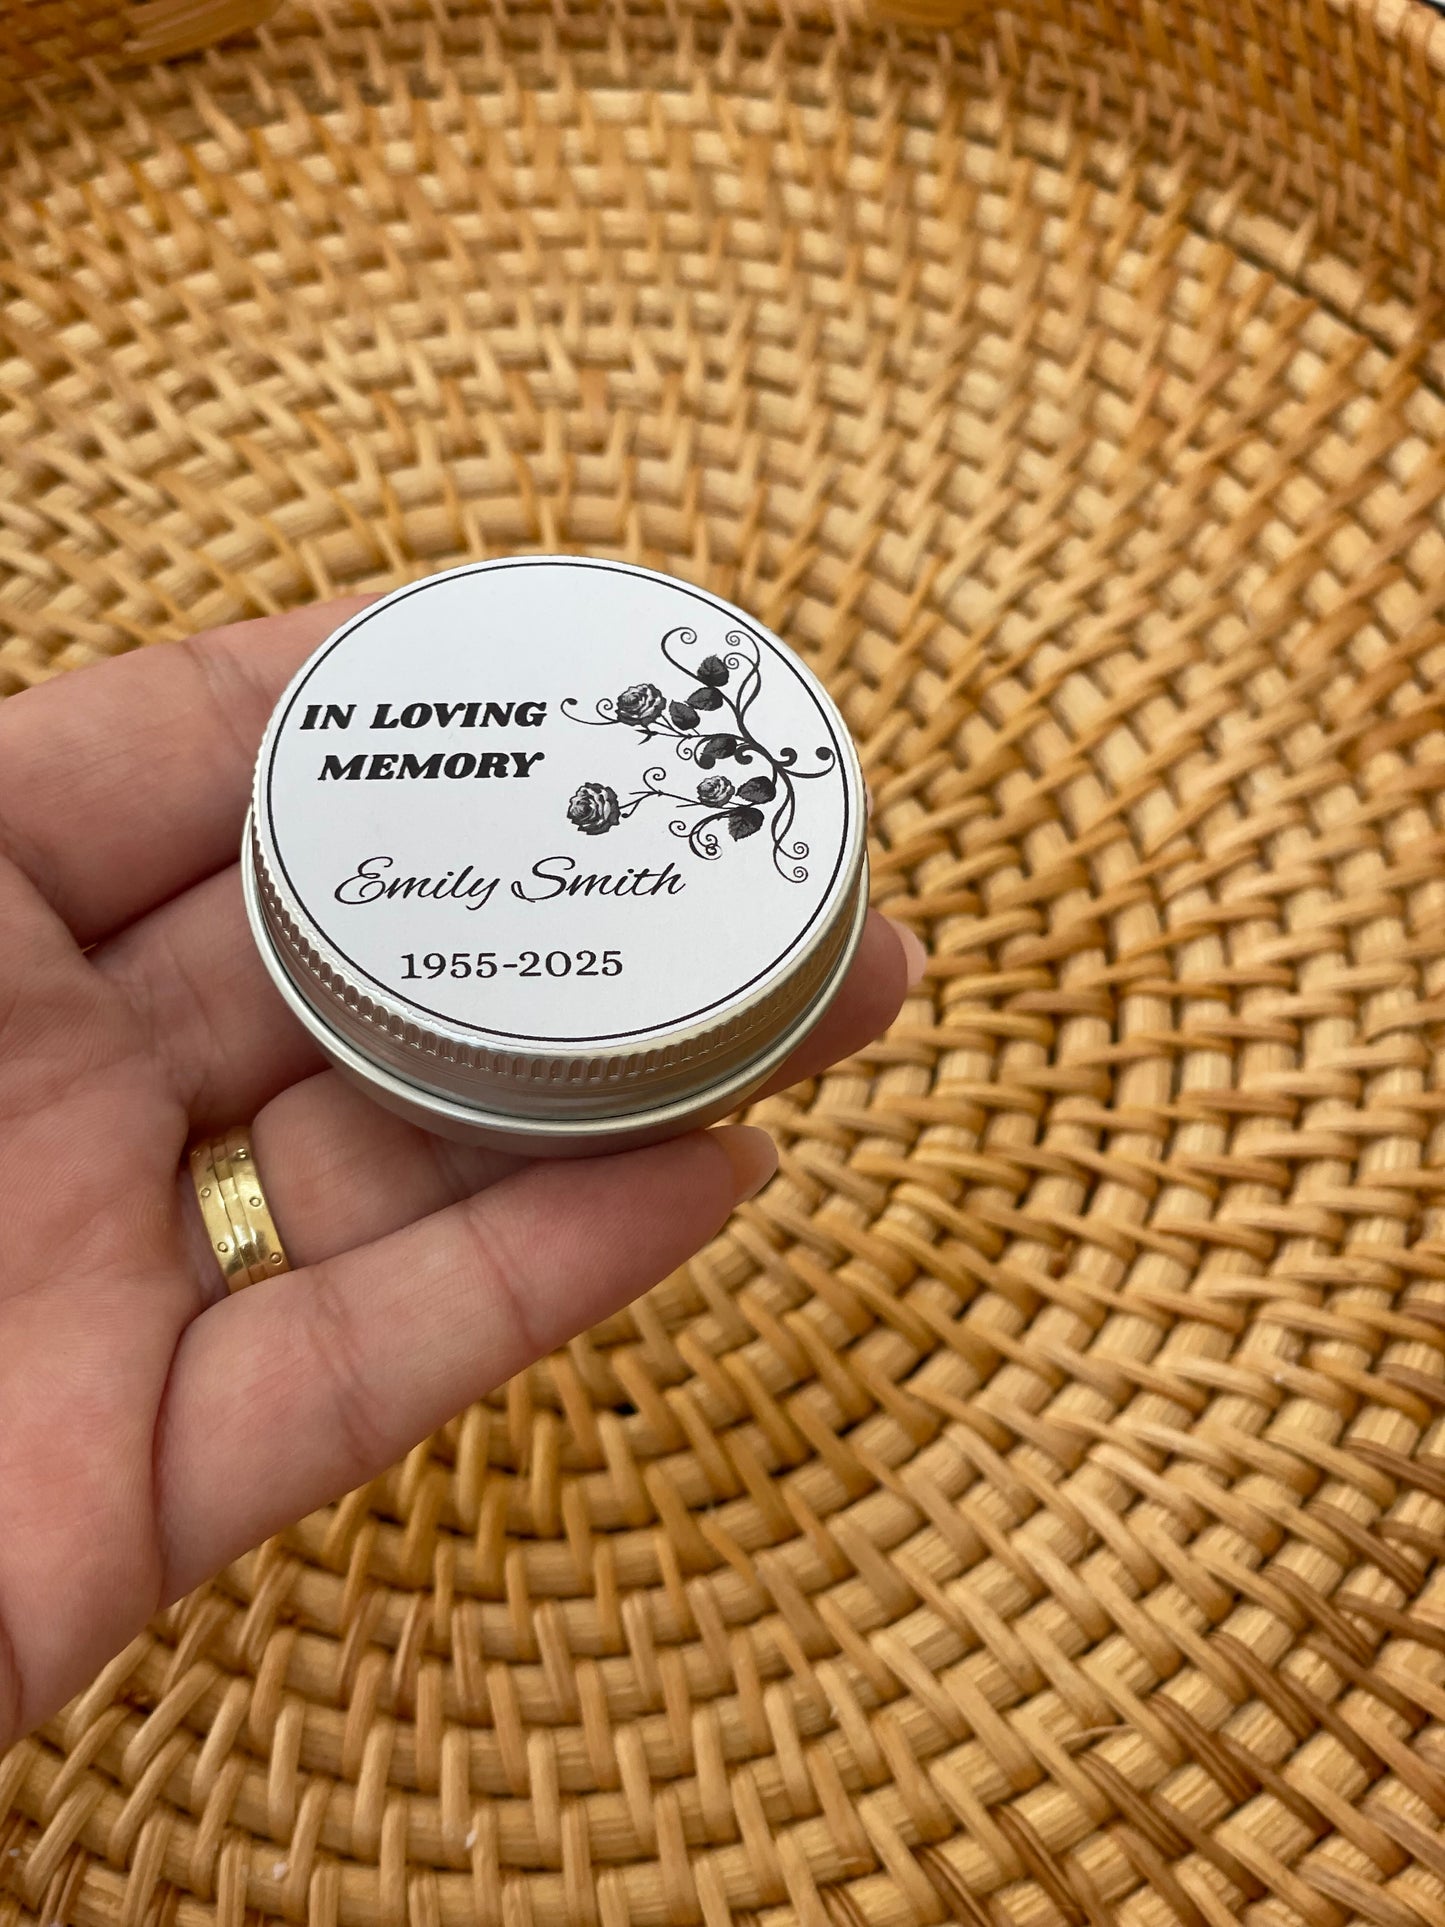 IN LOVING
MEMORY
Emily Smith
1955-2025